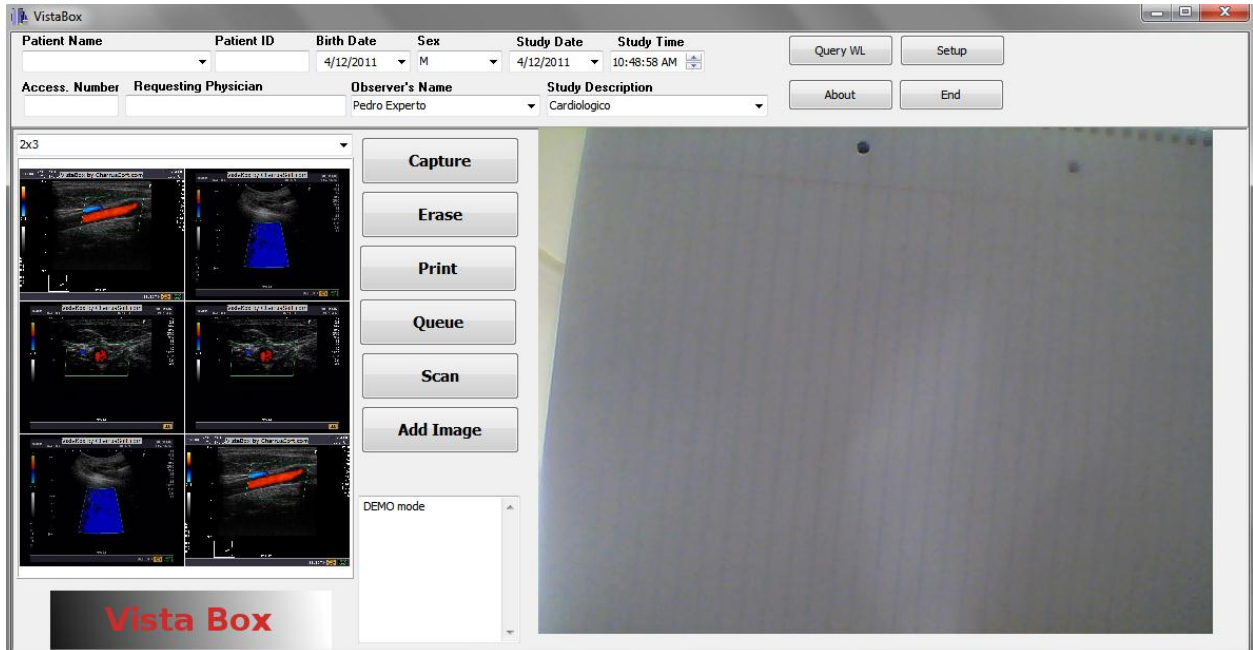 VistaBox
Patient Name Patient ID Birth Date Sex Study Date Study Time
4/12/2011 M 4/12/2011 10:48:58 AM
Query WL Setup
Access. Number Requesting Physician Observer's Name Study Description
Pedro Experto Cardiologico
About End
2x3
Capture
Erase
Print
Queue
Scan
Add Image
DEMO mode
Vista Box